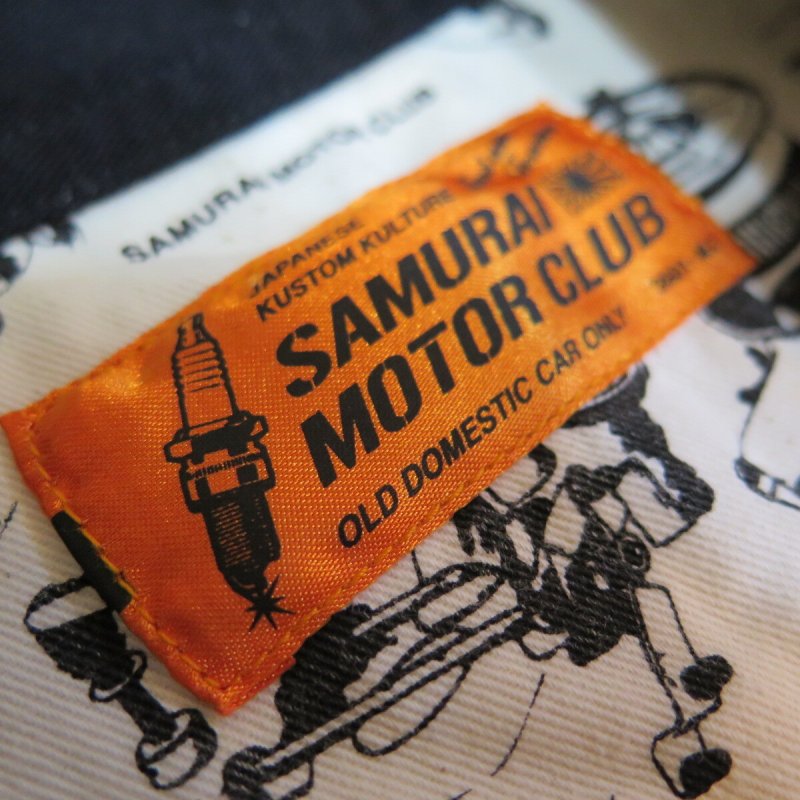 SAMURAI MOTOR CLUB
JAPANESE
KUSTOM KULTURE
SAMURAI
MOTOR CLUB
OLD DOMESTIC CAR ONLY